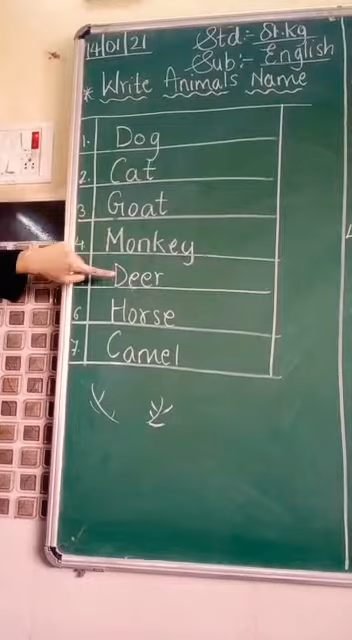 14/01/21
Std:- Sr.kg
Sub:- English
* Write Animals Name
1. Dog
2. Cat
3 Goat
4. Monkey
Deer
6 Horse
7. Camel